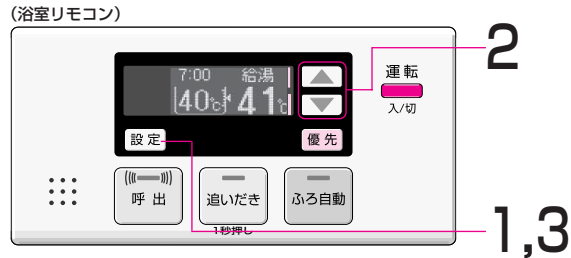 (浴室リモコン)
2
7:00 給湯
40℃ 41℃
運転
入/切
設定
優先
呼出
追いだき
ふろ自動
1秒押し
1,3